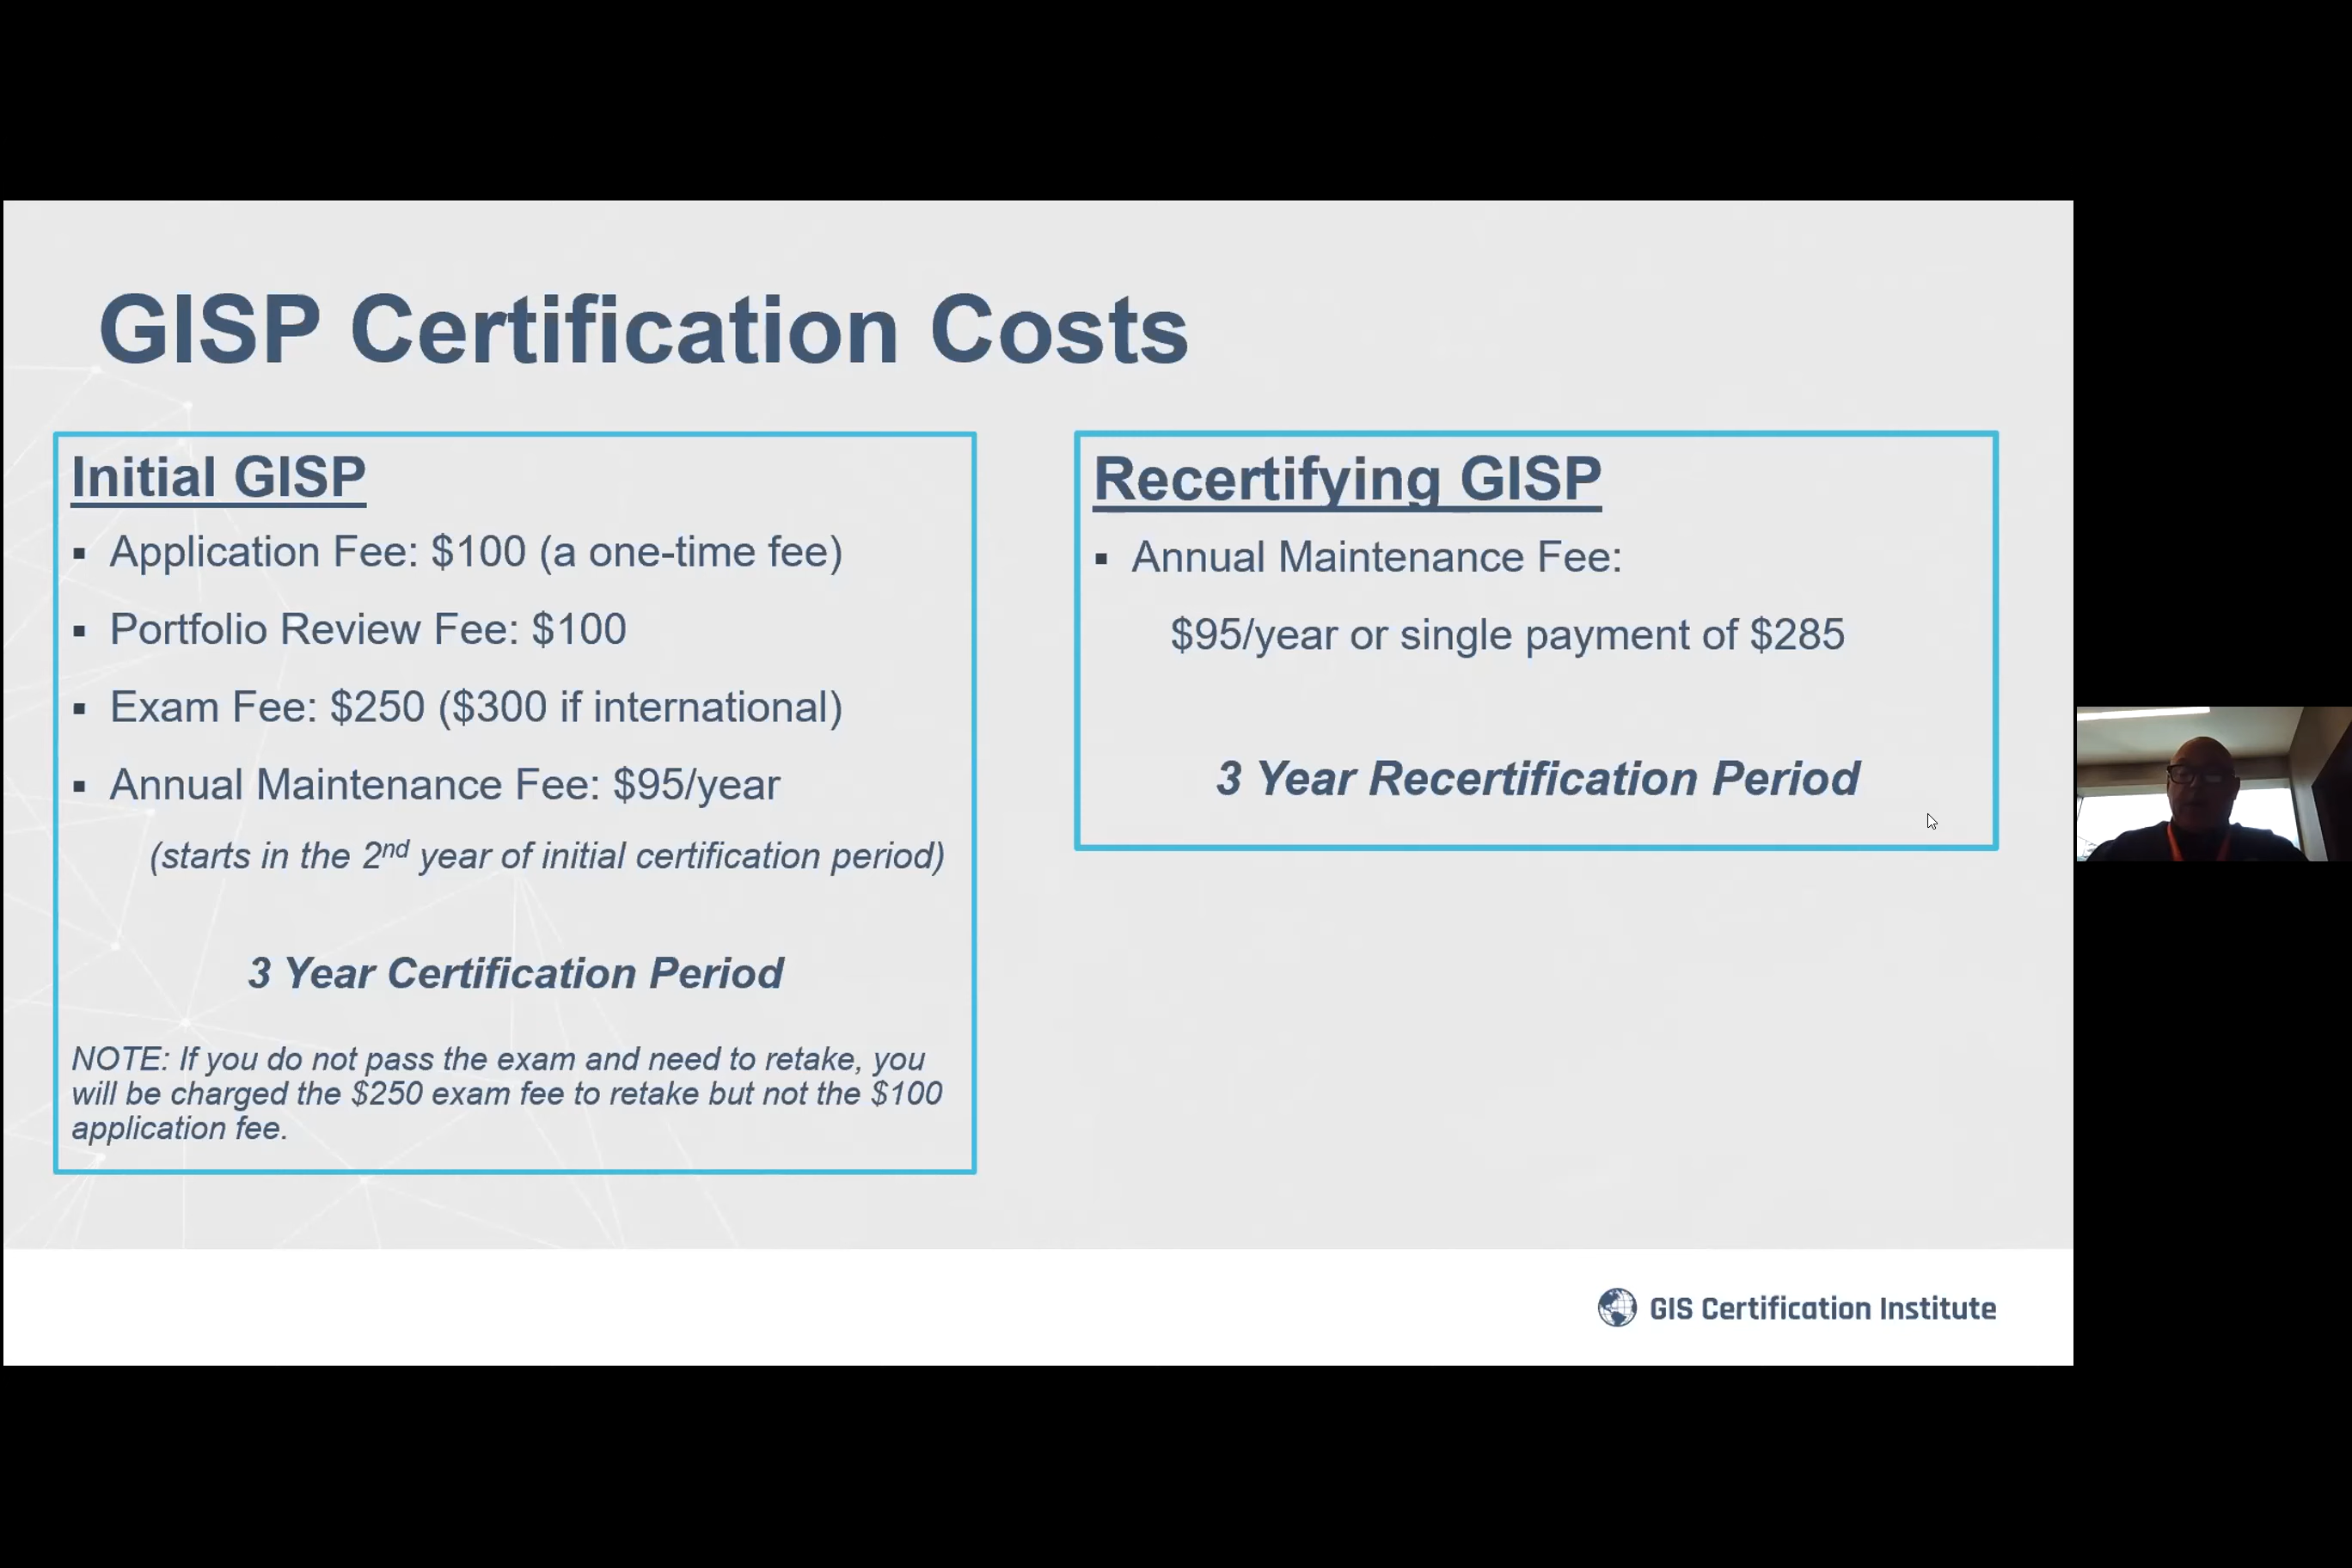 GISP Certification Costs
Initial GISP
▪ Application Fee: $100 (a one-time fee)
▪ Portfolio Review Fee: $100
▪ Exam Fee: $250 ($300 if international)
▪ Annual Maintenance Fee: $95/year
(starts in the 2nd year of initial certification period)
3 Year Certification Period
NOTE: If you do not pass the exam and need to retake, you
will be charged the $250 exam fee to retake but not the $100
application fee.
Recertifying GISP
▪ Annual Maintenance Fee:
$95/year or single payment of $285
3 Year Recertification Period
GIS Certification Institute